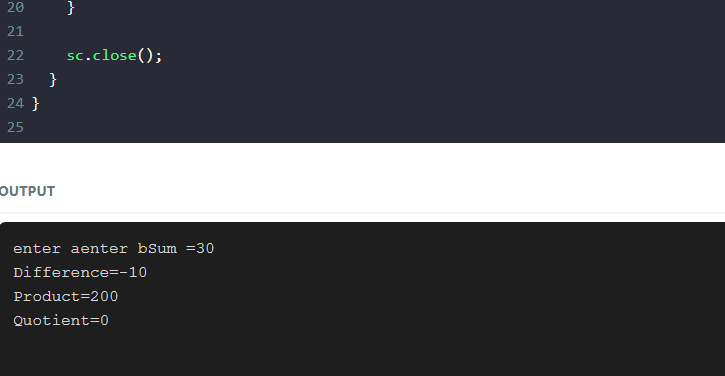 20 }
21
22 sc.close();
23 }
24 }
25
OUTPUT
enter aenter bSum =30
Difference=-10
Product=200
Quotient=0